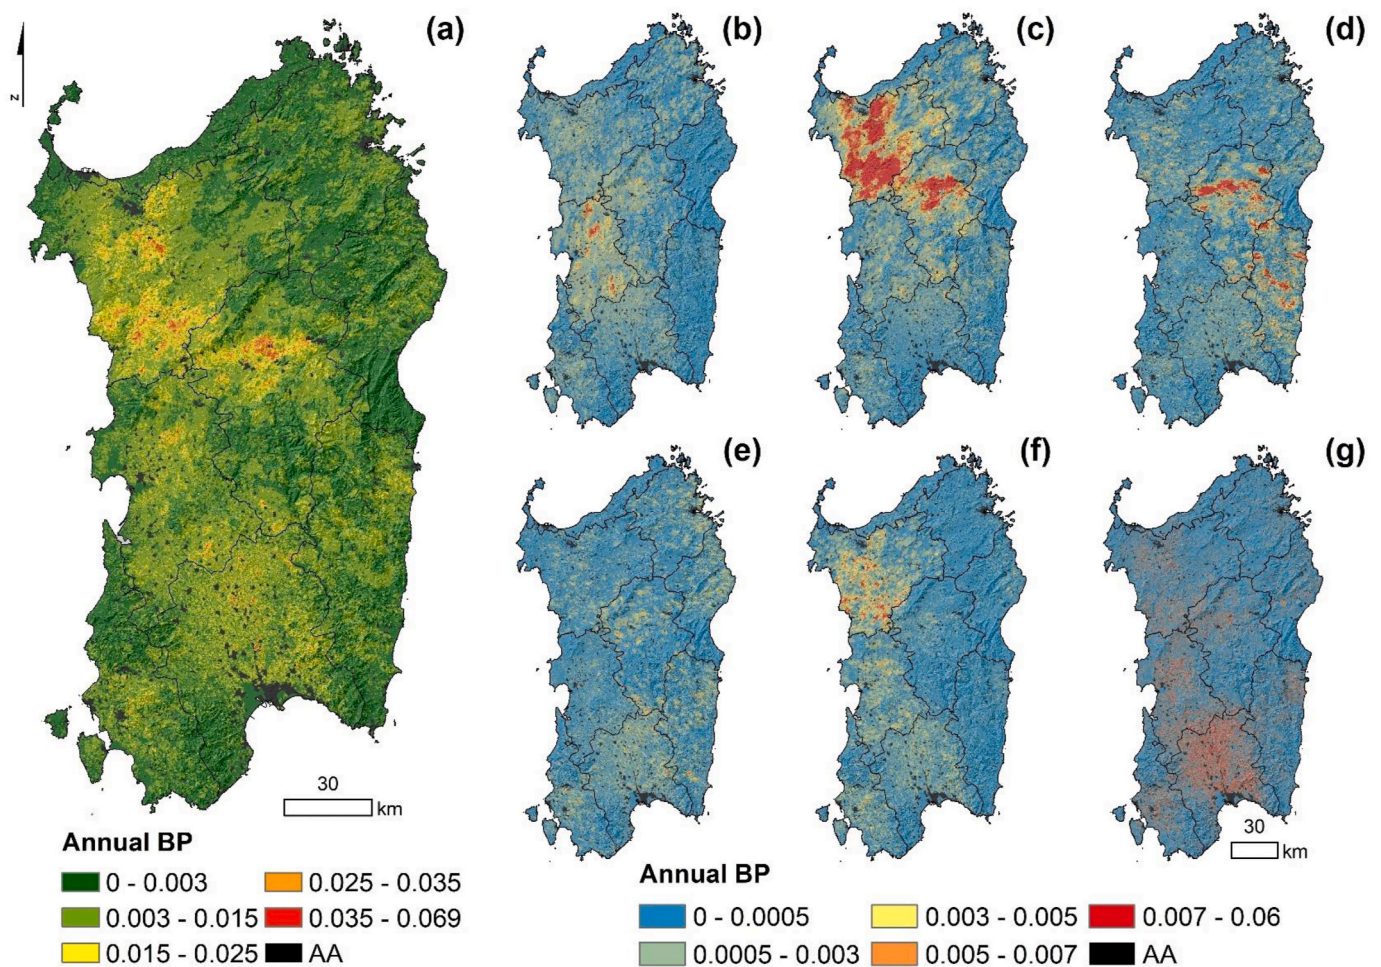 (a)
(b)
(c)
(d)
N
(e)
(f)
(g)
30
km
30
km
Annual BP
0 - 0.003
0.025 - 0.035
0.003 - 0.015
0.035 - 0.069
0.015 - 0.025
AA
Annual BP
0 - 0.0005
0.003 - 0.005
0.007 - 0.06
0.0005 - 0.003
0.005 - 0.007
AA